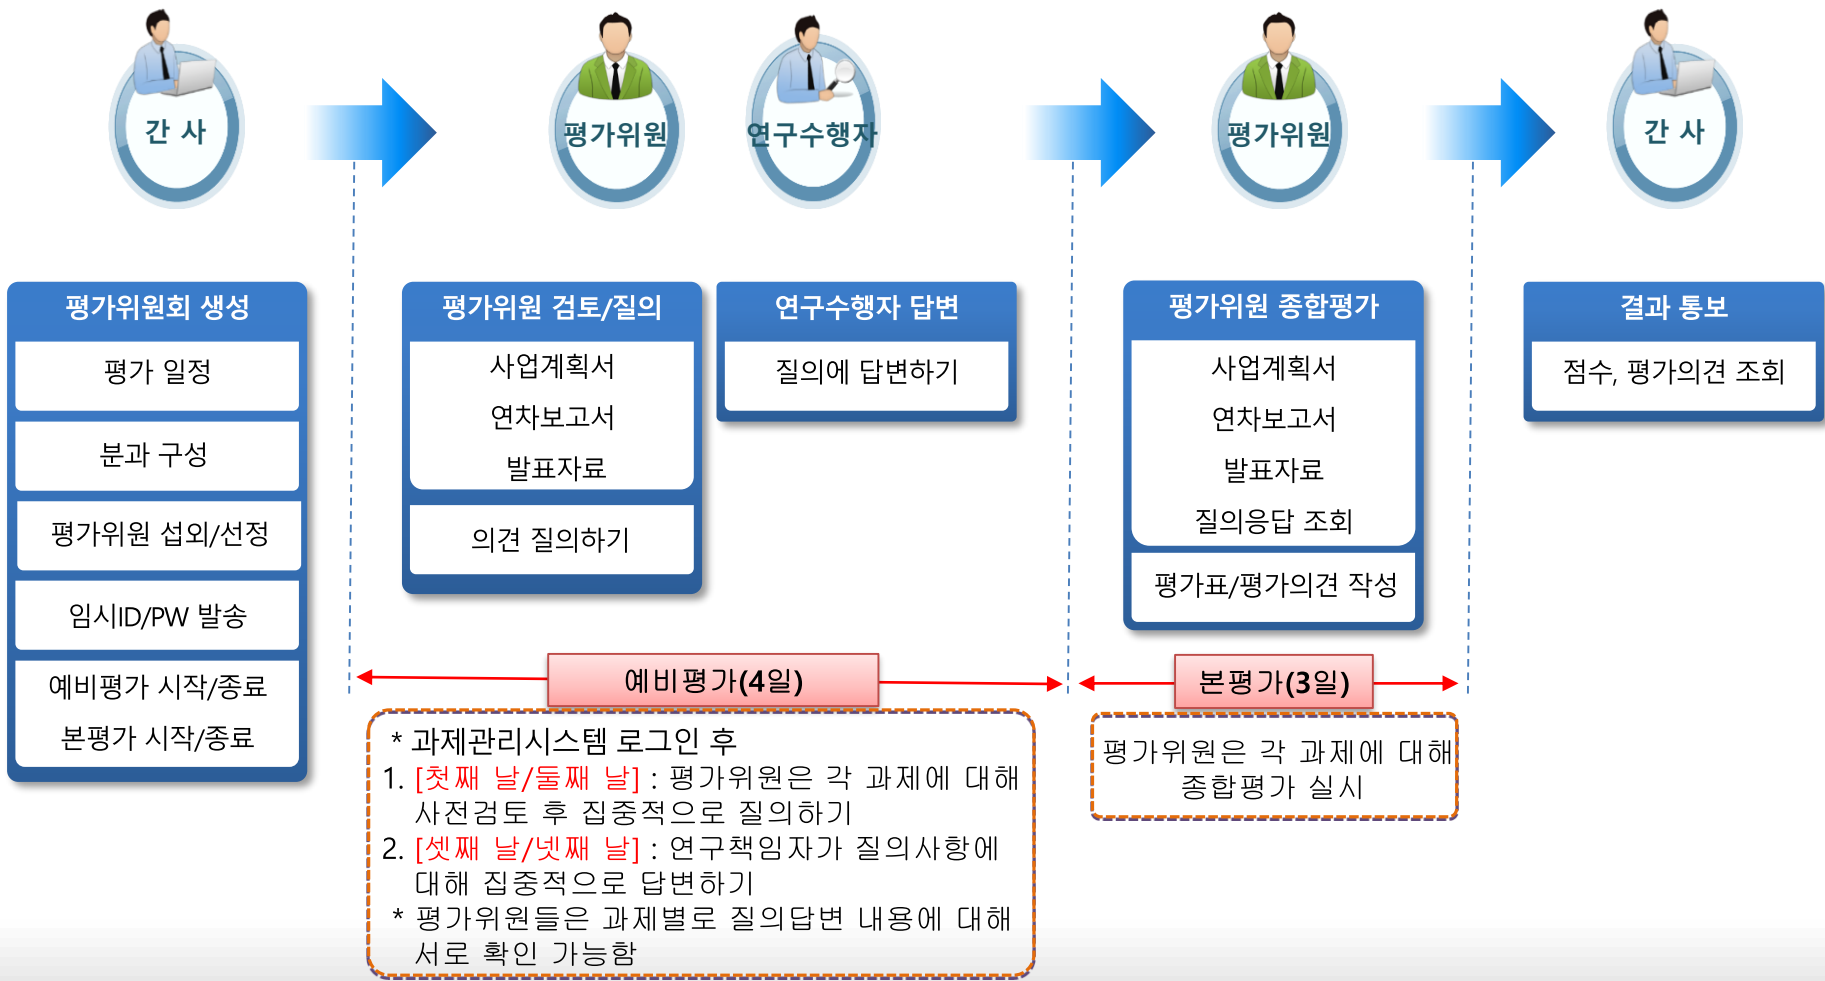 간 사
평가위원
연구수행자
평가위원
간 사
평가위원회 생성
평가 일정
분과 구성
평가위원 섭외/선정
임시ID/PW 발송
예비평가 시작/종료
본평가 시작/종료
평가위원 검토/질의
사업계획서
연차보고서
발표자료
의견 질의하기
연구수행자 답변
질의에 답변하기
평가위원 종합평가
사업계획서
연차보고서
발표자료
질의응답 조회
평가표/평가의견 작성
결과 통보
점수, 평가의견 조회
예비평가(4일)
* 과제관리시스템 로그인 후
1. [첫째 날/둘째 날] : 평가위원은 각 과제에 대해
사전검토 후 집중적으로 질의하기
2. [셋째 날/넷째 날] : 연구책임자가 질의사항에
대해 집중적으로 답변하기
* 평가위원들은 과제별로 질의답변 내용에 대해
서로 확인 가능함
본평가(3일)
평가위원은 각 과제에 대해
종합평가 실시